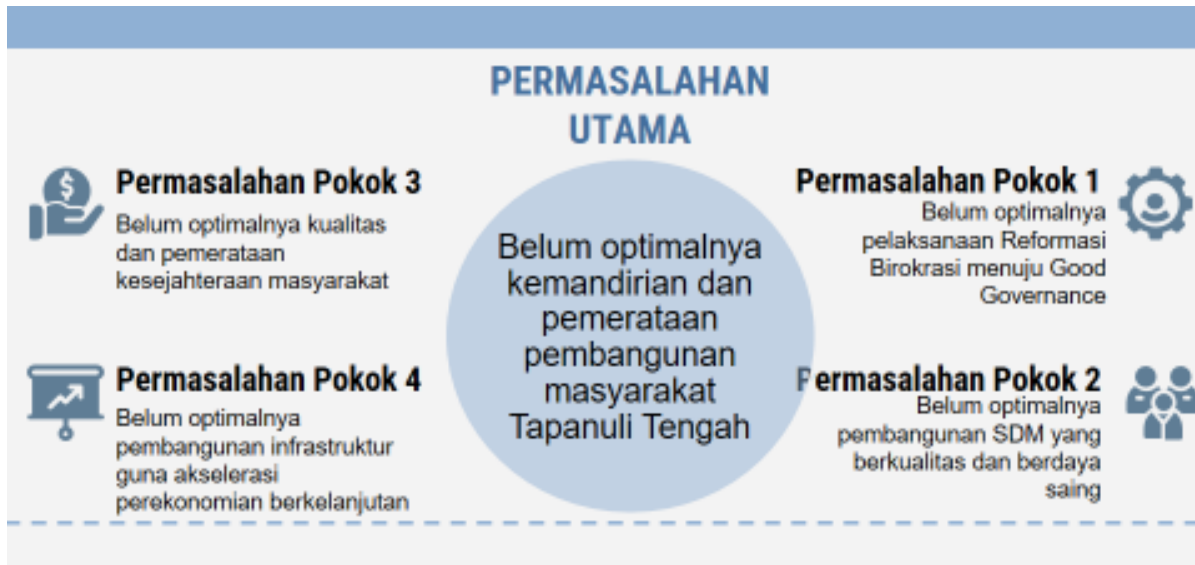 PERMASALAHAN
UTAMA
Permasalahan Pokok 3
Belum optimalnya kualitas
dan pemerataan
kesejahteraan masyarakat
Permasalahan Pokok 4
Belum optimalnya
pembangunan infrastruktur
guna akselerasi
perekonomian berkelanjutan
Belum optimalnya
kemandirian dan
pemerataan
pembangunan
masyarakat
Tapanuli Tengah
Permasalahan Pokok 1
Belum optimalnya
pelaksanaan Reformasi
Birokrasi menuju Good
Governance
Permasalahan Pokok 2
Belum optimalnya
pembangunan SDM yang
berkualitas dan berdaya
saing